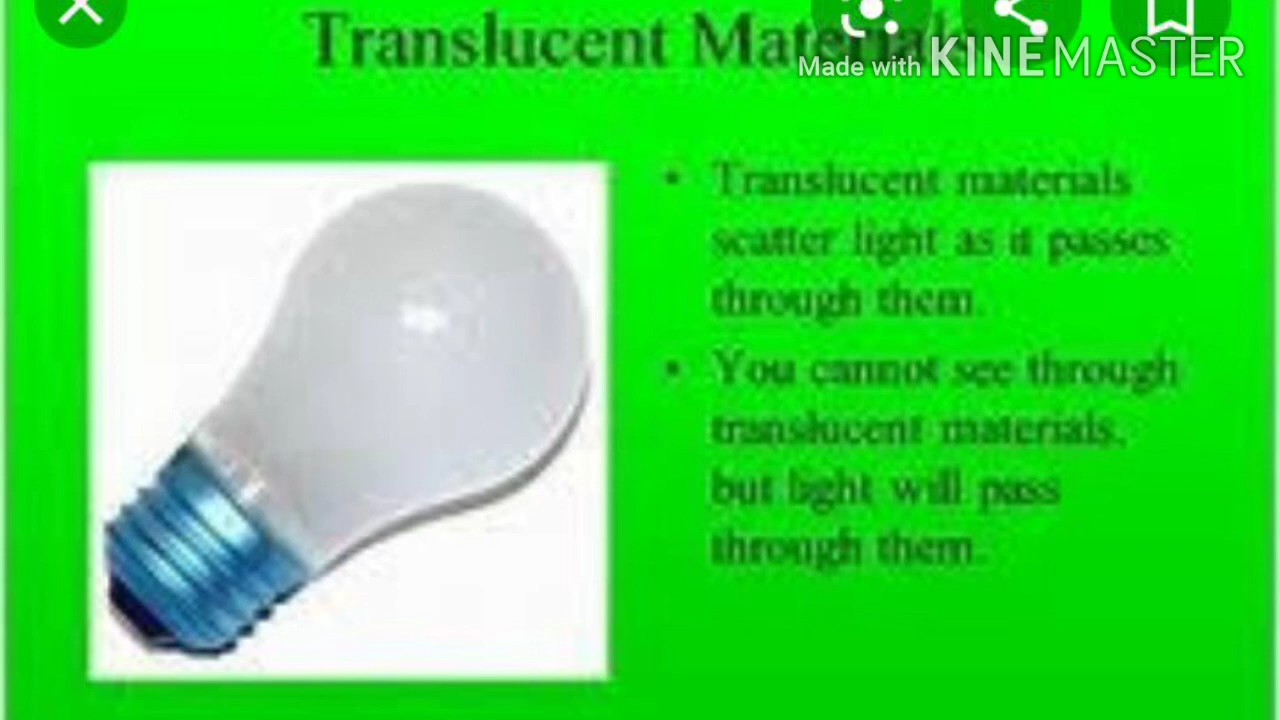 Translucent Materials
Made with KINEMASTER
• Translucent materials
scatter light as it passes
through them.
• You cannot see through
translucent materials,
but light will pass
through them.